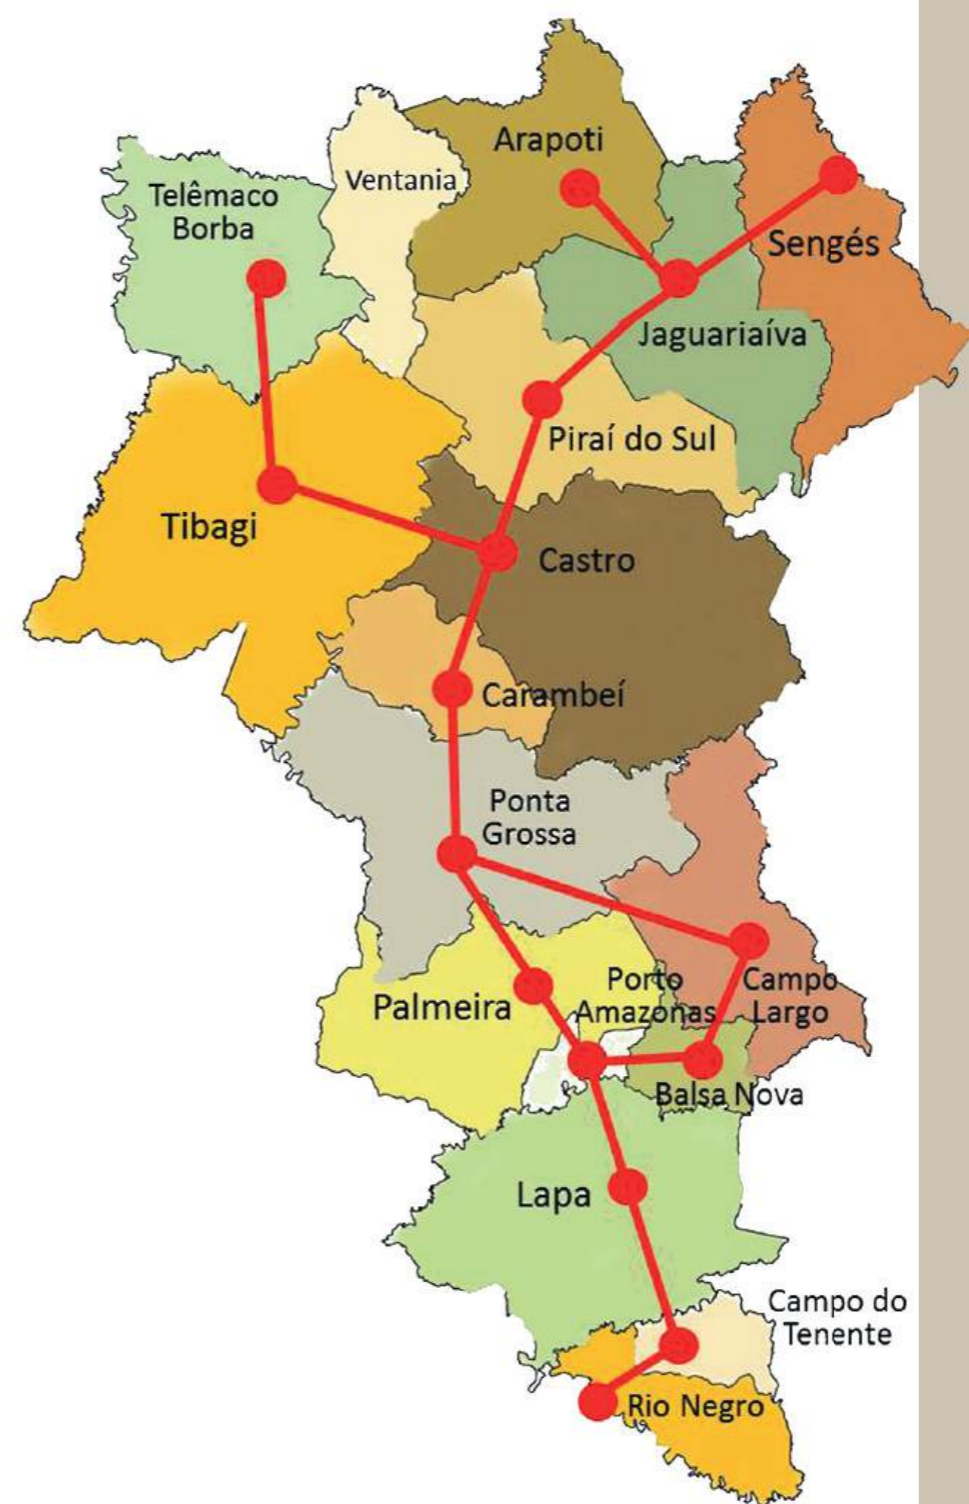 Arapoti
Ventania
Telêmaco
Borba
Sengés
Jaguariaíva
Piraí do Sul
Tibagi
Castro
Carambeí
Ponta
Grossa
Porto
Amazonas
Campo
Largo
Palmeira
Balsa Nova
Lapa
Campo do
Tenente
Rio Negro